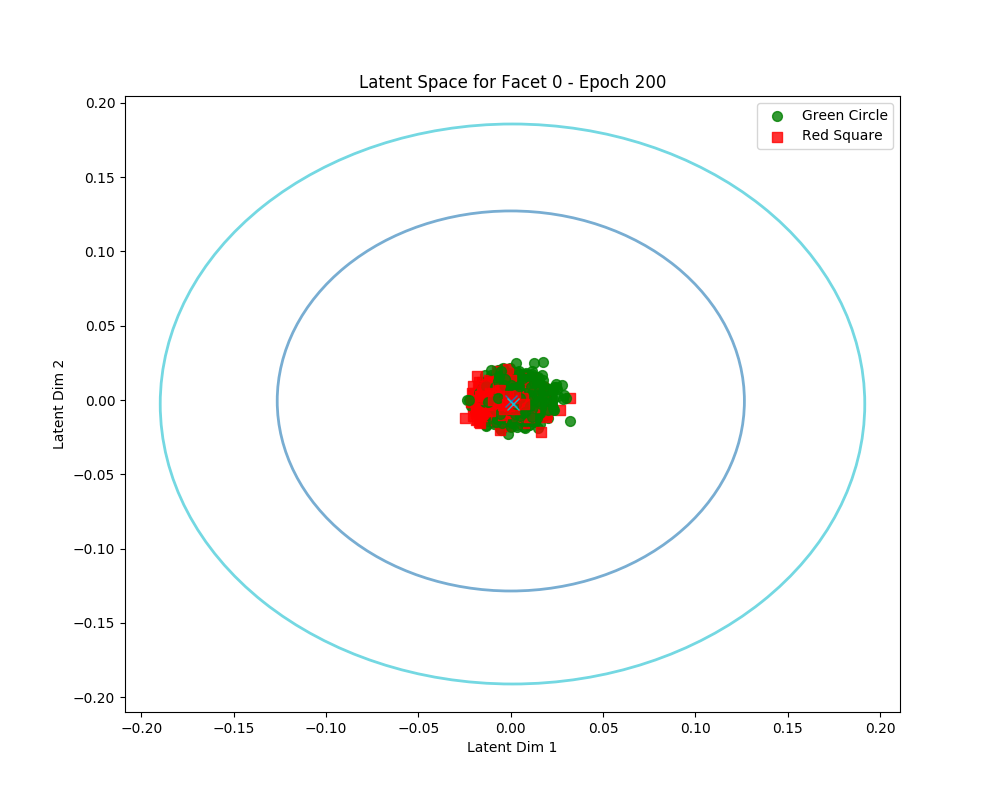 Latent Space for Facet 0 - Epoch 200
Green Circle
Red Square
0.20
0.15
0.10
0.05
0.00
−0.05
−0.10
−0.15
−0.20
Latent Dim 2
−0.20 −0.15 −0.10 −0.05 0.00 0.05 0.10 0.15 0.20
Latent Dim 1